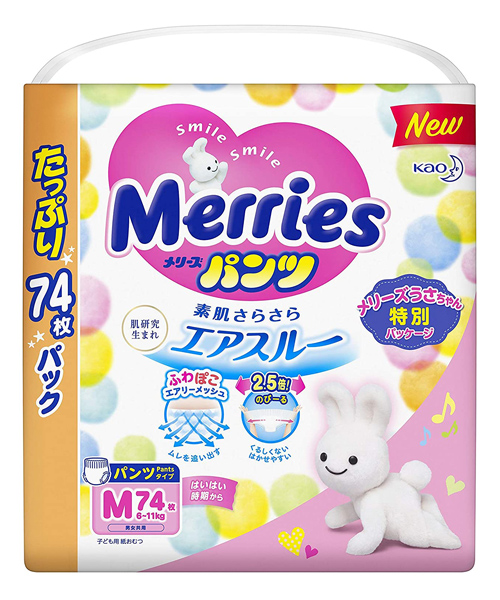 New
Kao
Smile
Smile
Merries
メリーズ パンツ
たっぷり
74枚
パック
素肌さらさら
エアスルー
肌研究
生まれ
メリーズうさちゃん
特別
パッケージ
ふわぽこ
エアリーメッシュ
ムレを追い出す
2.5倍!
のびーる
くるしくない
はかせやすい
パンツ Pants
タイプ
M 74枚
6~11kg
男女共用
子ども用 紙おむつ
はいはい
時期から